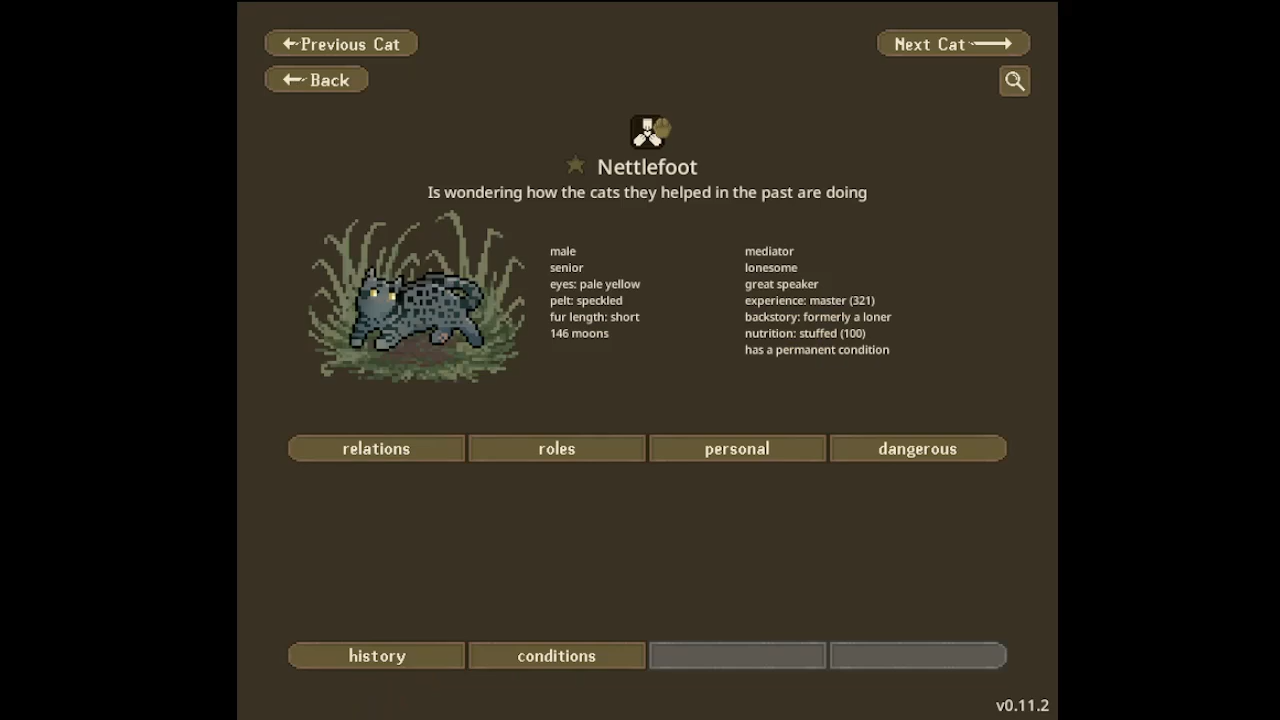 Previous Cat
Next Cat
Back
Nettlefoot
Is wondering how the cats they helped in the past are doing
male
senior
eyes: pale yellow
pelt: speckled
fur length: short
146 moons
mediator
lonesome
great speaker
experience: master (321)
backstory: formerly a loner
nutrition: stuffed (100)
has a permanent condition
relations
roles
personal
dangerous
history
conditions
v0.11.2